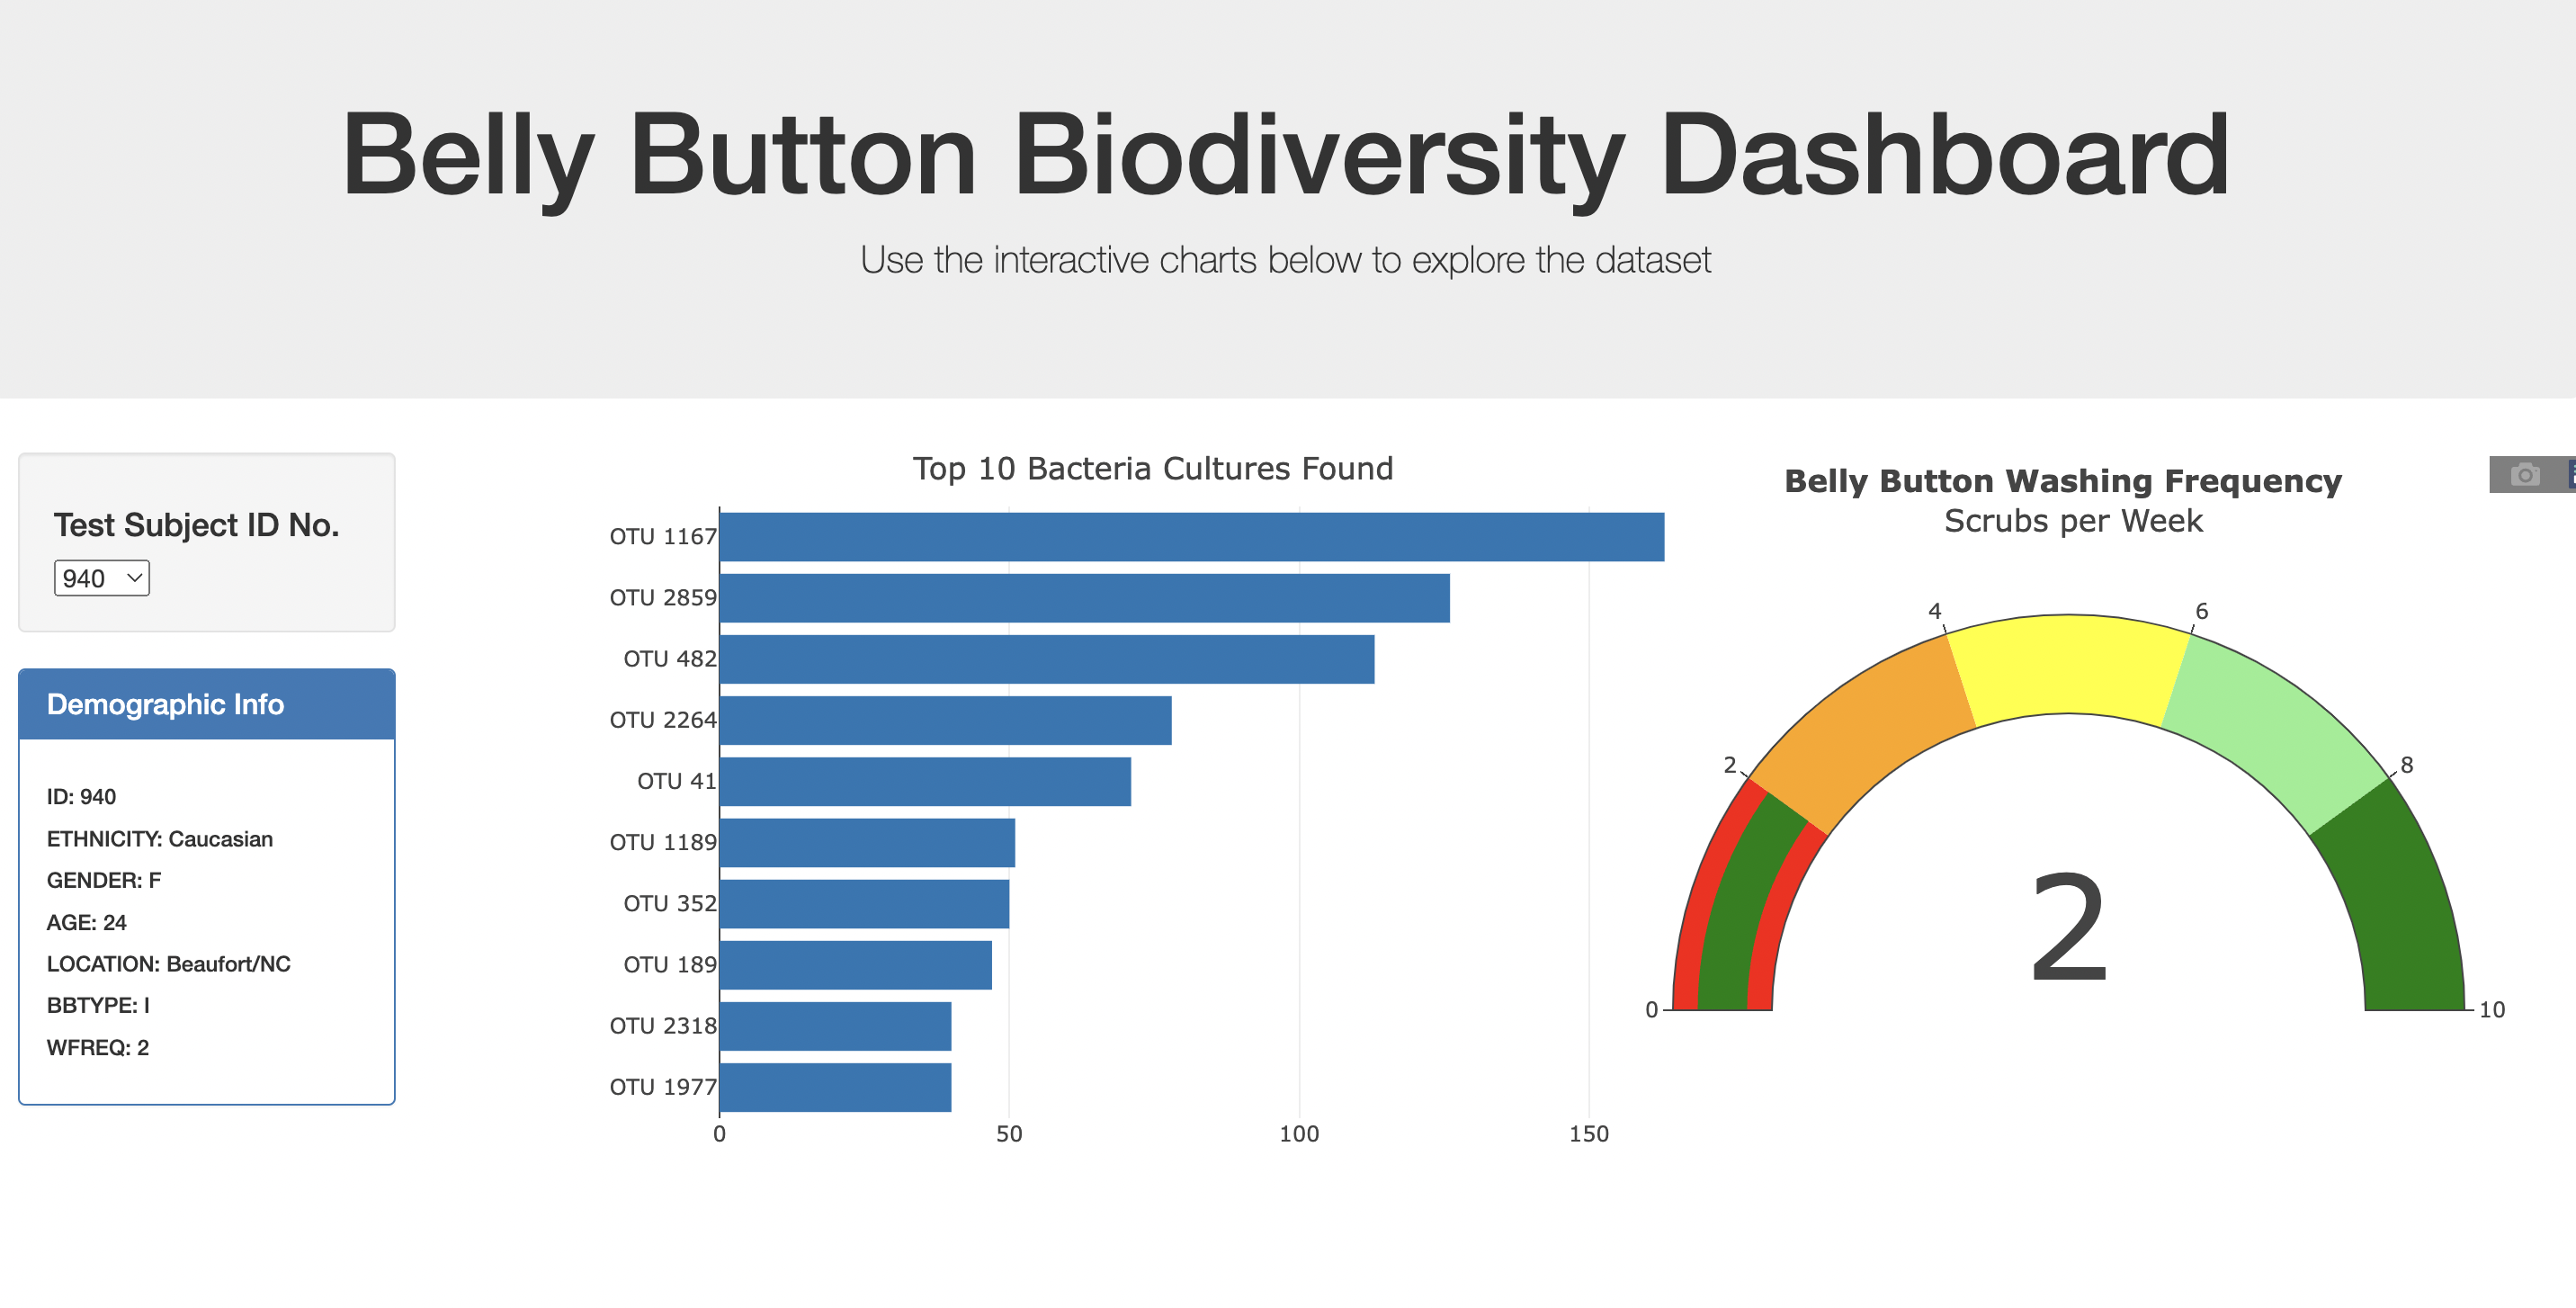 Belly Button Biodiversity Dashboard
Use the interactive charts below to explore the dataset
Test Subject ID No.
940
Demographic Info
ID: 940
ETHNICITY: Caucasian
GENDER: F
AGE: 24
LOCATION: Beaufort/NC
BBTYPE: I
WFREQ: 2
Top 10 Bacteria Cultures Found
OTU 1167
OTU 2859
OTU 482
OTU 2264
OTU 41
OTU 1189
OTU 352
OTU 189
OTU 2318
OTU 1977
0 50 100 150
Belly Button Washing Frequency
Scrubs per Week
0
2
4
6
8
10
2